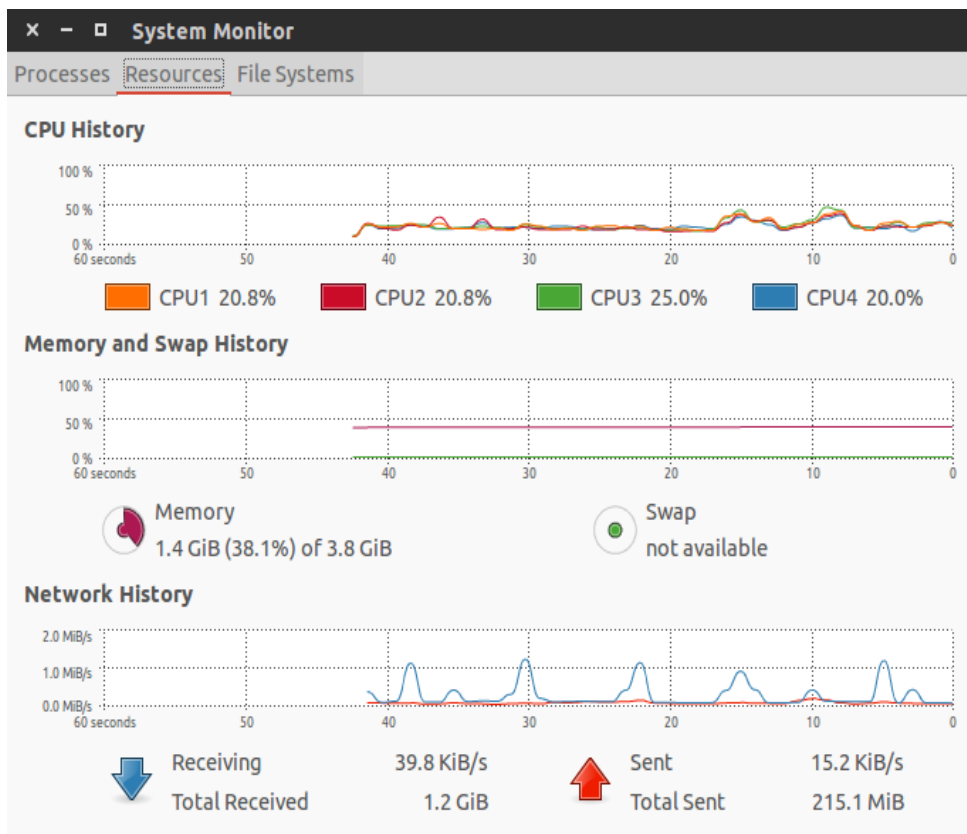 System Monitor
Processes Resources File Systems
CPU History
100 %
50 %
0 %
60 seconds 50 40 30 20 10 0
CPU1 20.8% CPU2 20.8% CPU3 25.0% CPU4 20.0%
Memory and Swap History
100 %
50 %
0 %
60 seconds 50 40 30 20 10 0
Memory Swap
1.4 GiB (38.1%) of 3.8 GiB not available
Network History
2.0 MiB/s
1.0 MiB/s
0.0 MiB/s
60 seconds 50 40 30 20 10 0
Receiving 39.8 KiB/s Sent 15.2 KiB/s
Total Received 1.2 GiB Total Sent 215.1 MiB